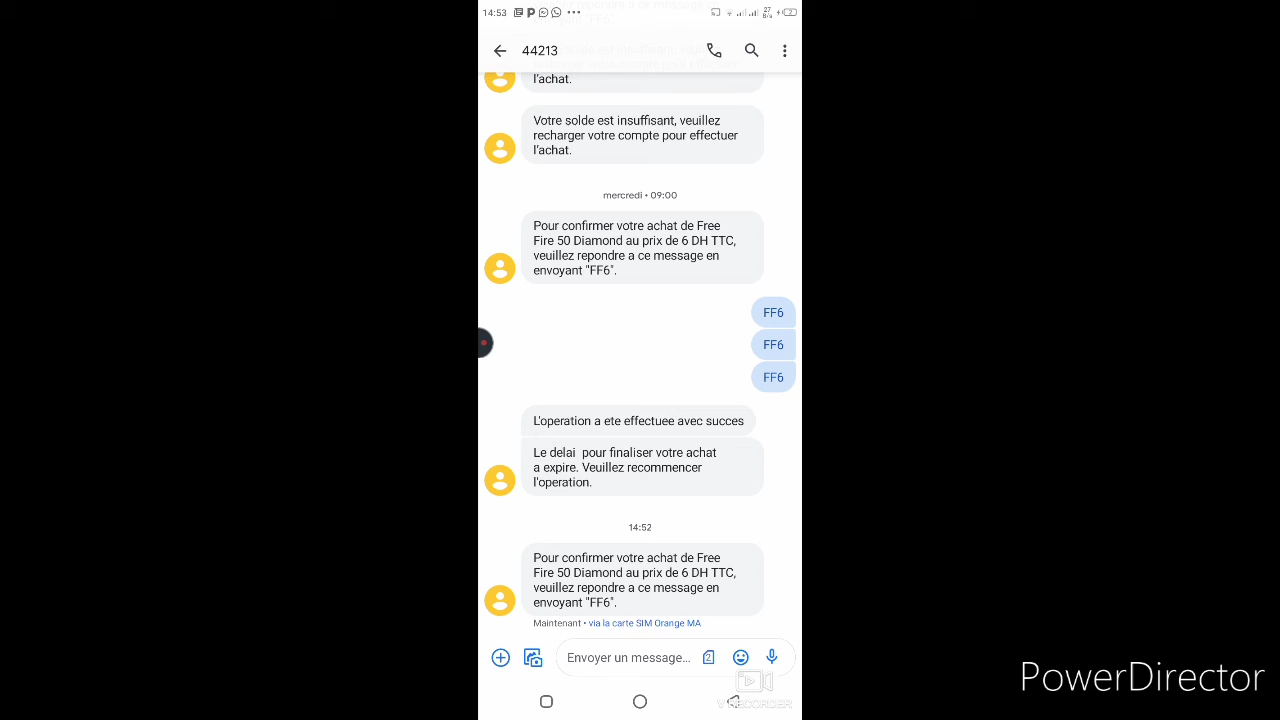 14:53
27
B/s
2
44213
l'achat.
Votre solde est insuffisant, veuillez
recharger votre compte pour effectuer
l'achat.
mercredi • 09:00
Pour confirmer votre achat de Free
Fire 50 Diamond au prix de 6 DH TTC,
veuillez repondre a ce message en
envoyant "FF6".
FF6
FF6
FF6
L'operation a ete effectuee avec succes
Le delai pour finaliser votre achat
a expire. Veuillez recommencer
l'operation.
14:52
Pour confirmer votre achat de Free
Fire 50 Diamond au prix de 6 DH TTC,
veuillez repondre a ce message en
envoyant "FF6".
Maintenant • via la carte SIM Orange MA
Envoyer un message...
2
PowerDirector